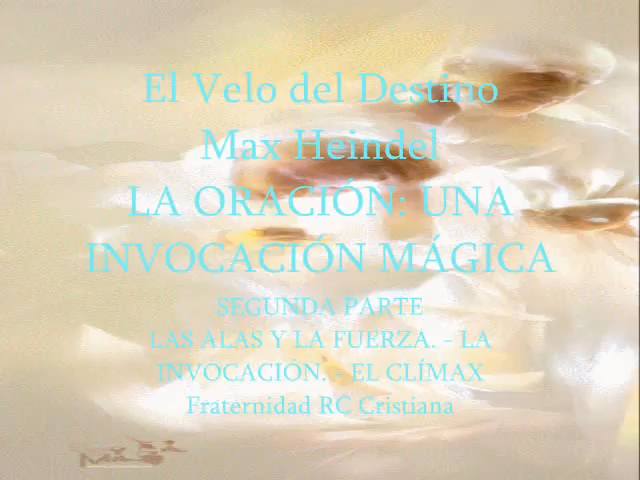 El Velo del Destino
Max Heindel
LA ORACIÓN: UNA
INVOCACIÓN MÁGICA
SEGUNDA PARTE
LAS ALAS Y LA FUERZA. - LA
INVOCACIÓN. - EL CLÍMAX
Fraternidad RC Cristiana